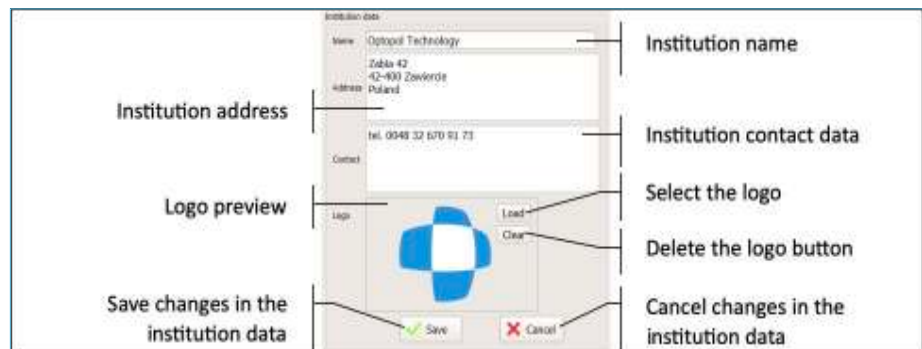 Institution data
Name
Optopol Technology
Institution name
Żabia 42
42-400 Zawiercie
Address
Poland
Institution address
tel. 0048 32 670 91 73
Institution contact data
Contact
Select the logo
Logo preview
Logo
Load
Clear
Delete the logo button
Save changes in the
institution data
Save
Cancel
Cancel changes in the
institution data